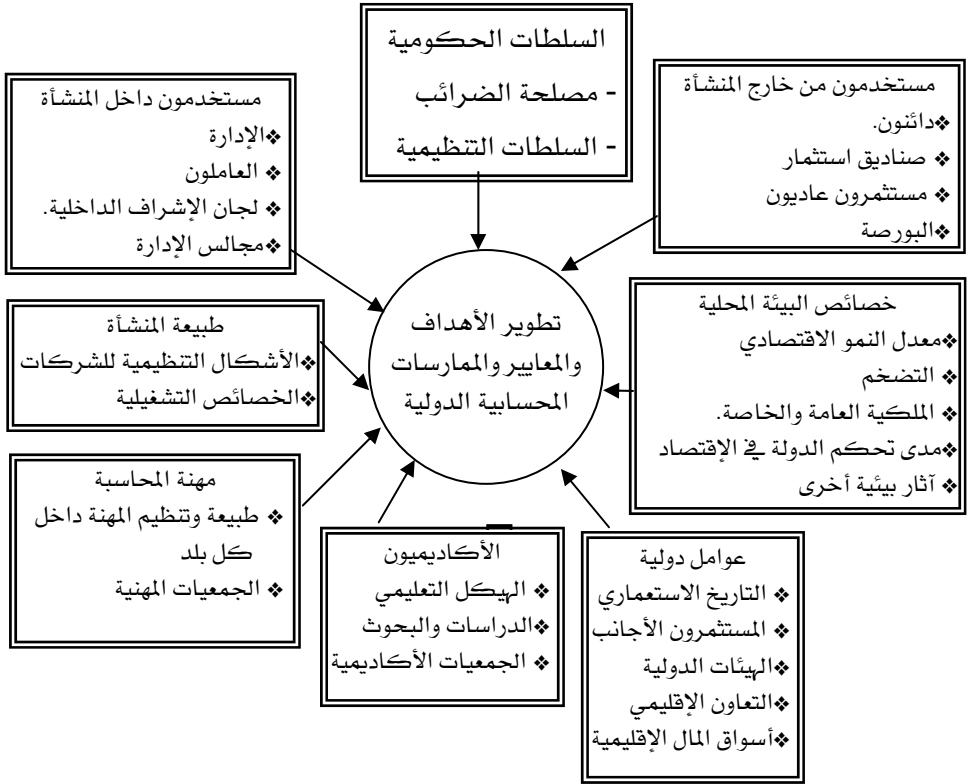 السلطات الحكومية
- مصلحة الضرائب
- السلطات التنظيمية
مستخدمون من خارج المنشأة
❖دائنون.
❖ صناديق استثمار
❖ مستثمرون عاديون
❖البورصة
مستخدمون داخل المنشأة
❖الإدارة
❖ العاملون
❖ لجان الإشراف الداخلية.
❖مجالس الإدارة
تطوير الأهداف
والمعايير والممارسات
المحسابية الدولية
خصائص البيئة المحلية
❖معدل النمو الاقتصادي
❖ التضخم
❖ الملكية العامة والخاصة.
❖مدى تحكم الدولة في الإقتصاد
❖ آثار بيئية أخرى
طبيعة المنشأة
❖الأشكال التنظيمية للشركات
❖الخصائص التشغيلية
مهنة المحاسبة
❖ طبيعة وتنظيم المهنة داخل
كل بلد
❖ الجمعيات المهنية
الأكاديميون
❖ الهيكل التعليمي
❖الدراسات والبحوث
❖ الجمعيات الأكاديمية
عوامل دولية
❖ التاريخ الاستعماري
❖ المستثمرون الأجانب
❖الهيئات الدولية
❖التعاون الإقليمي
❖أسواق المال الإقليمية